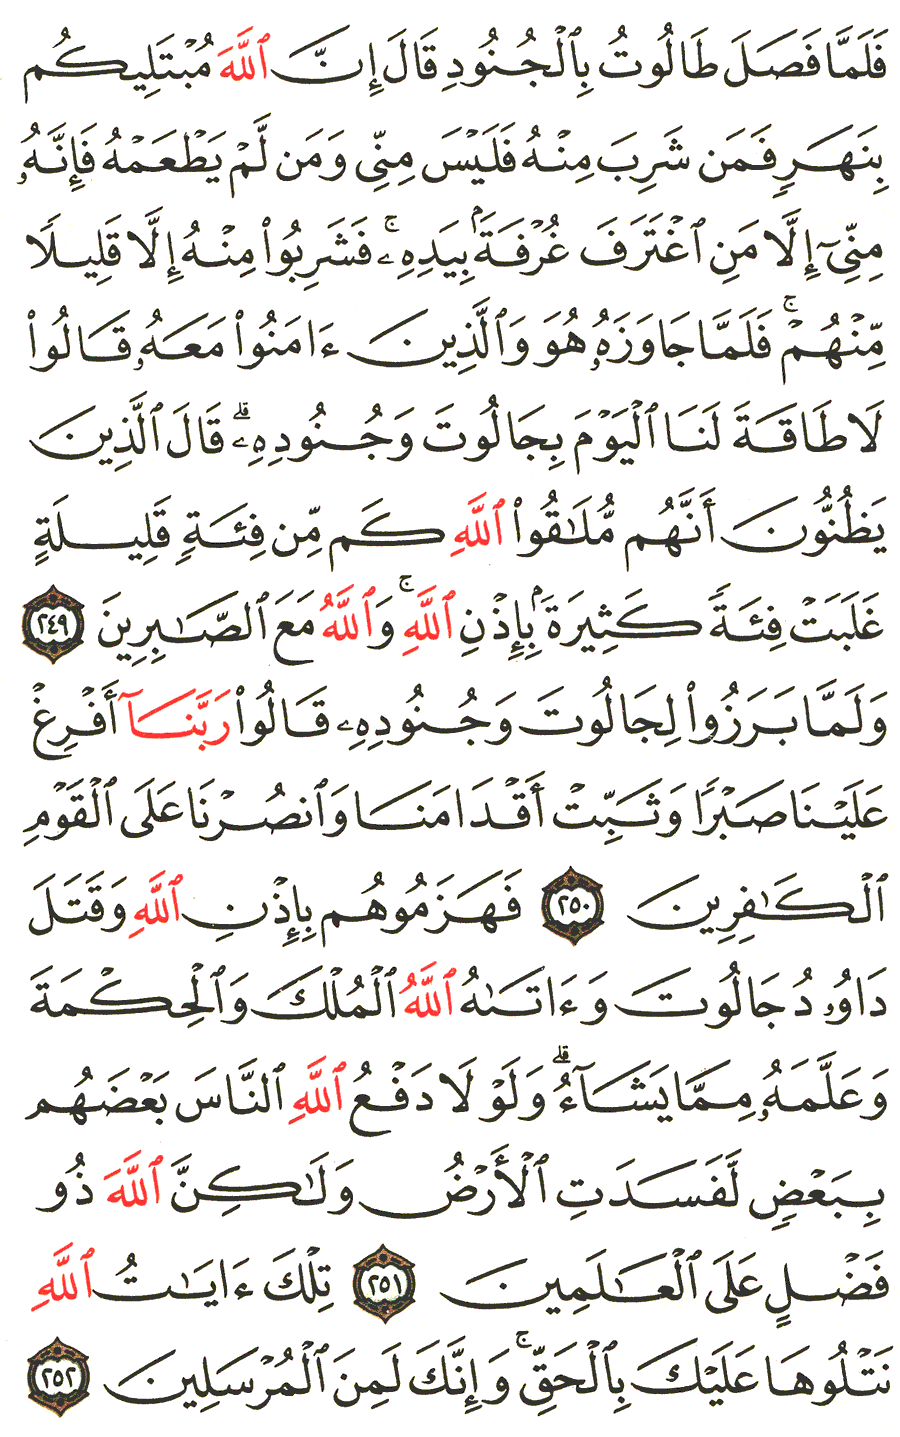 فَلَمَّا فَصَلَ طَالُوتُ بِٱلْجُنُودِ قَالَ إِنَّ ٱللَّهَ مُبْتَلِيكُم
بِنَهَرٍ فَمَن شَرِبَ مِنْهُ فَلَيْسَ مِنِّى وَمَن لَّمْ يَطْعَمْهُ فَإِنَّهُۥ
مِنِّىٓ إِلَّا مَنِ ٱغْتَرَفَ غُرْفَةَۢ بِيَدِهِۦ ۚ فَشَرِبُوا۟ مِنْهُ إِلَّا قَلِيلًا
مِّنْهُمْ ۚ فَلَمَّا جَاوَزَهُۥ هُوَ وَٱلَّذِينَ ءَامَنُوا۟ مَعَهُۥ قَالُوا۟
لَا طَاقَةَ لَنَا ٱلْيَوْمَ بِجَالُوتَ وَجُنُودِهِۦ ۚ قَالَ ٱلَّذِينَ
يَظُنُّونَ أَنَّهُم مُّلَـٰقُوا۟ ٱللَّهِ كَم مِّن فِئَةٍ قَلِيلَةٍ
غَلَبَتْ فِئَةً كَثِيرَةَۢ بِإِذْنِ ٱللَّهِ ۚ وَٱللَّهُ مَعَ ٱلصَّـٰبِرِينَ ٢٤٩
وَلَمَّا بَرَزُوا۟ لِجَالُوتَ وَجُنُودِهِۦ قَالُوا۟ رَبَّنَآ أَفْرِغْ
عَلَيْنَا صَبْرًا وَثَبِّتْ أَقْدَامَنَا وَٱنصُرْنَا عَلَى ٱلْقَوْمِ
ٱلْكَـٰفِرِينَ ٢٥٠ فَهَزَمُوهُم بِإِذْنِ ٱللَّهِ وَقَتَلَ
دَاوُۥدُ جَالُوتَ وَءَاتَىٰهُ ٱللَّهُ ٱلْمُلْكَ وَٱلْحِكْمَةَ
وَعَلَّمَهُۥ مِمَّا يَشَآءُ ۗ وَلَوْلَا دَفْعُ ٱللَّهِ ٱلنَّاسَ بَعْضَهُم
بِبَعْضٍ لَّفَسَدَتِ ٱلْأَرْضُ وَلَـٰكِنَّ ٱللَّهَ ذُو
فَضْلٍ عَلَى ٱلْعَـٰلَمِينَ ٢٥١ تِلْكَ ءَايَـٰتُ ٱللَّهِ
نَتْلُوهَا عَلَيْكَ بِٱلْحَقِّ ۚ وَإِنَّكَ لَمِنَ ٱلْمُرْسَلِينَ ٢٥٢